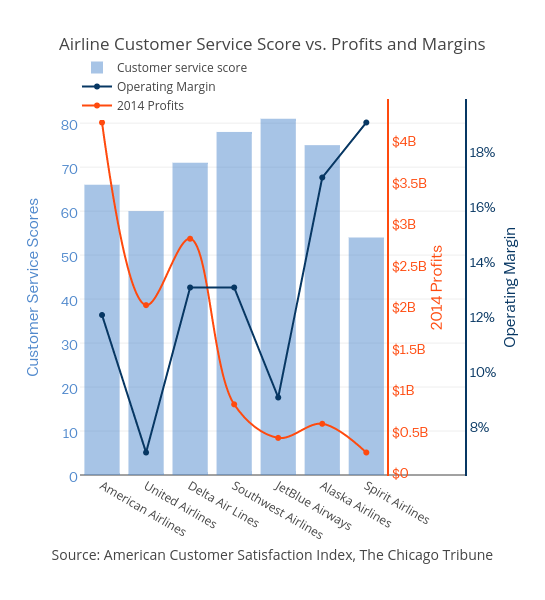 Airline Customer Service Score vs. Profits and Margins
Customer service score
Operating Margin
2014 Profits
Customer Service Scores
80
70
60
50
40
30
20
10
0
$4B
$3.5B
$3B
$2.5B
$2B
$1.5B
$1B
$0.5B
$0
2014 Profits
18%
16%
14%
12%
10%
8%
Operating Margin
American Airlines
United Airlines
Delta Air Lines
Southwest Airlines
JetBlue Airways
Alaska Airlines
Spirit Airlines
Source: American Customer Satisfaction Index, The Chicago Tribune